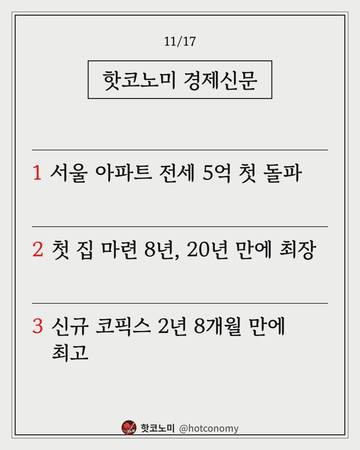 11/17
핫코노미 경제신문
1 서울 아파트 전세 5억 첫 돌파
2 첫 집 마련 8년, 20년 만에 최장
3 신규 코픽스 2년 8개월 만에
최고
핫코노미 @hotconomy